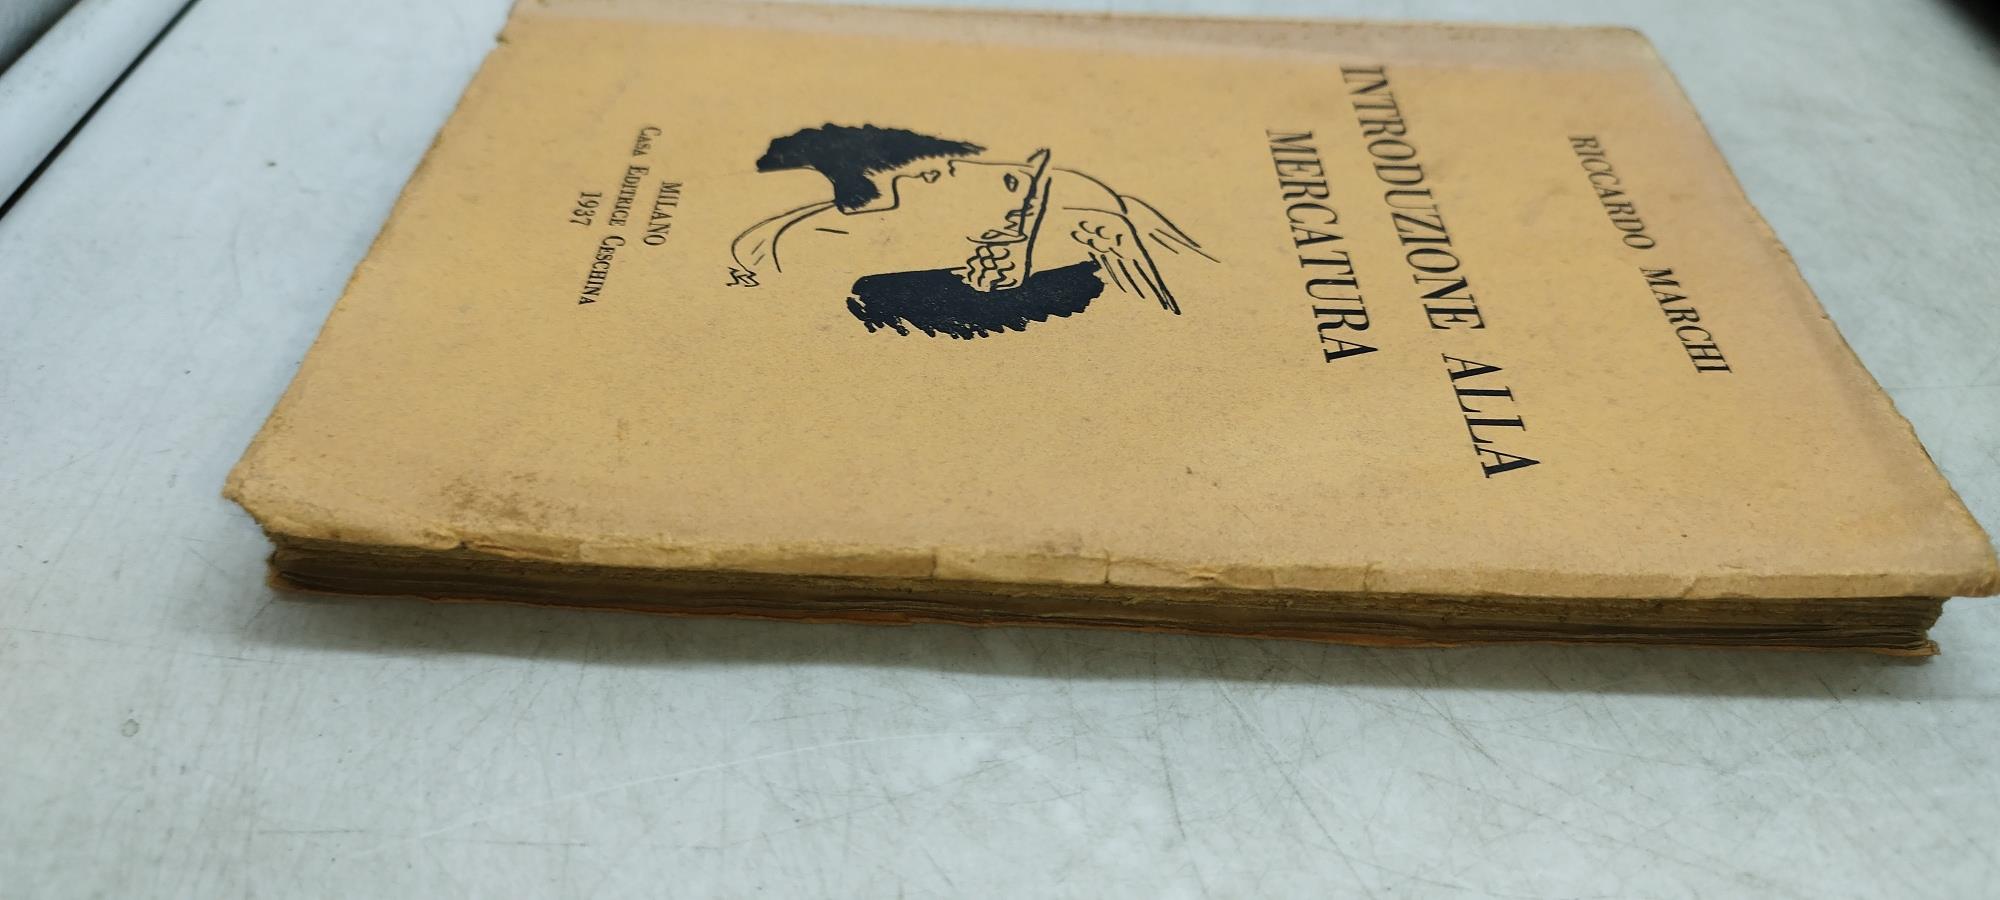 RICCARDO MARCHI
INTRODUZIONE ALLA
MERCATURA
MILANO
CASA EDITRICE CESCHINA
1937